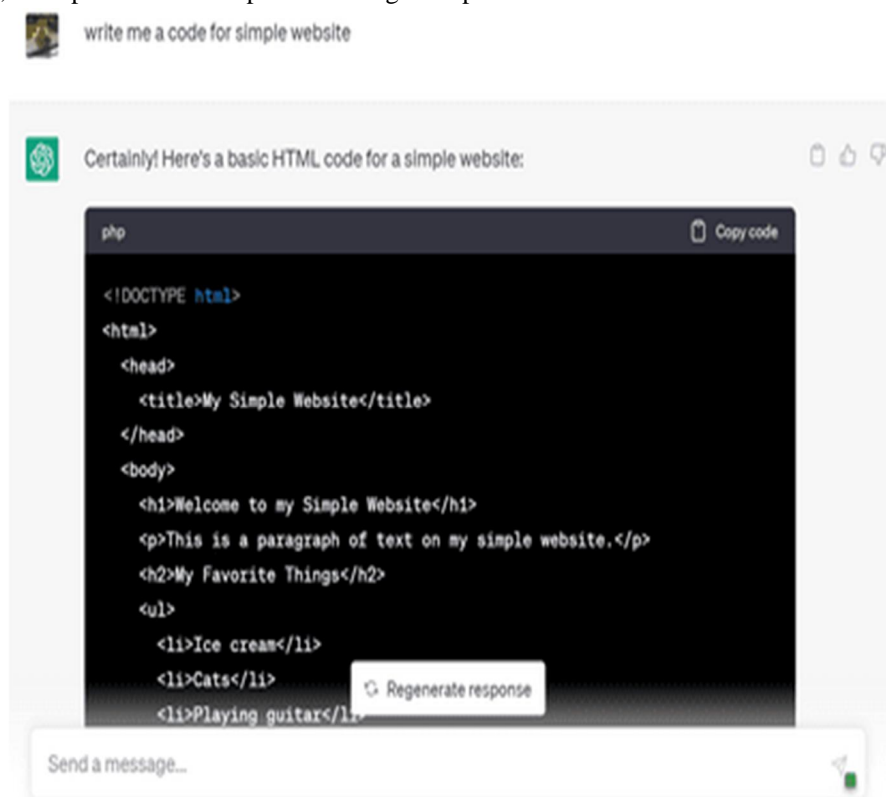 write me a code for simple website
Certainly! Here's a basic HTML code for a simple website:
php
Copy code
<!DOCTYPE html>
<html>
<head>
<title>My Simple Website</title>
</head>
<body>
<h1>Welcome to my Simple Website</h1>
<p>This is a paragraph of text on my simple website.</p>
<h2>My Favorite Things</h2>
<ul>
<li>Ice cream</li>
<li>Cats</li>
Regenerate response
<li>Playing guitar</li>
Send a message...